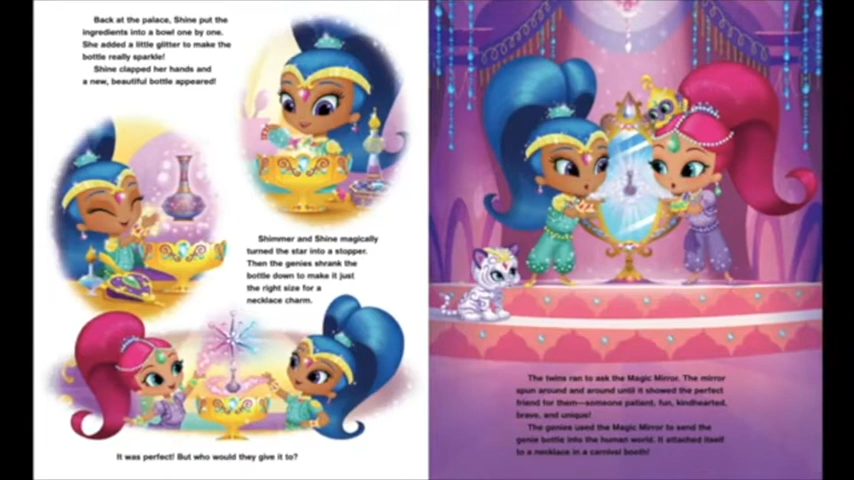 Back at the palace, Shine put the
ingredients into a bowl one by one.
She added a little glitter to make the
bottle really sparkle!
Shine clapped her hands and
a new, beautiful bottle appeared!
Shimmer and Shine magically
turned the star into a stopper.
Then the genies shrank the
bottle down to make it just
the right size for a
necklace charm.
It was perfect! But who would they give it to?
The twins ran to ask the Magic Mirror. The mirror
spun around and around until it showed the perfect
friend for them—someone patient, fun, kindhearted,
brave, and unique!
The genies used the Magic Mirror to send the
genie bottle into the human world. It attached itself
to a necklace in a carnival booth!